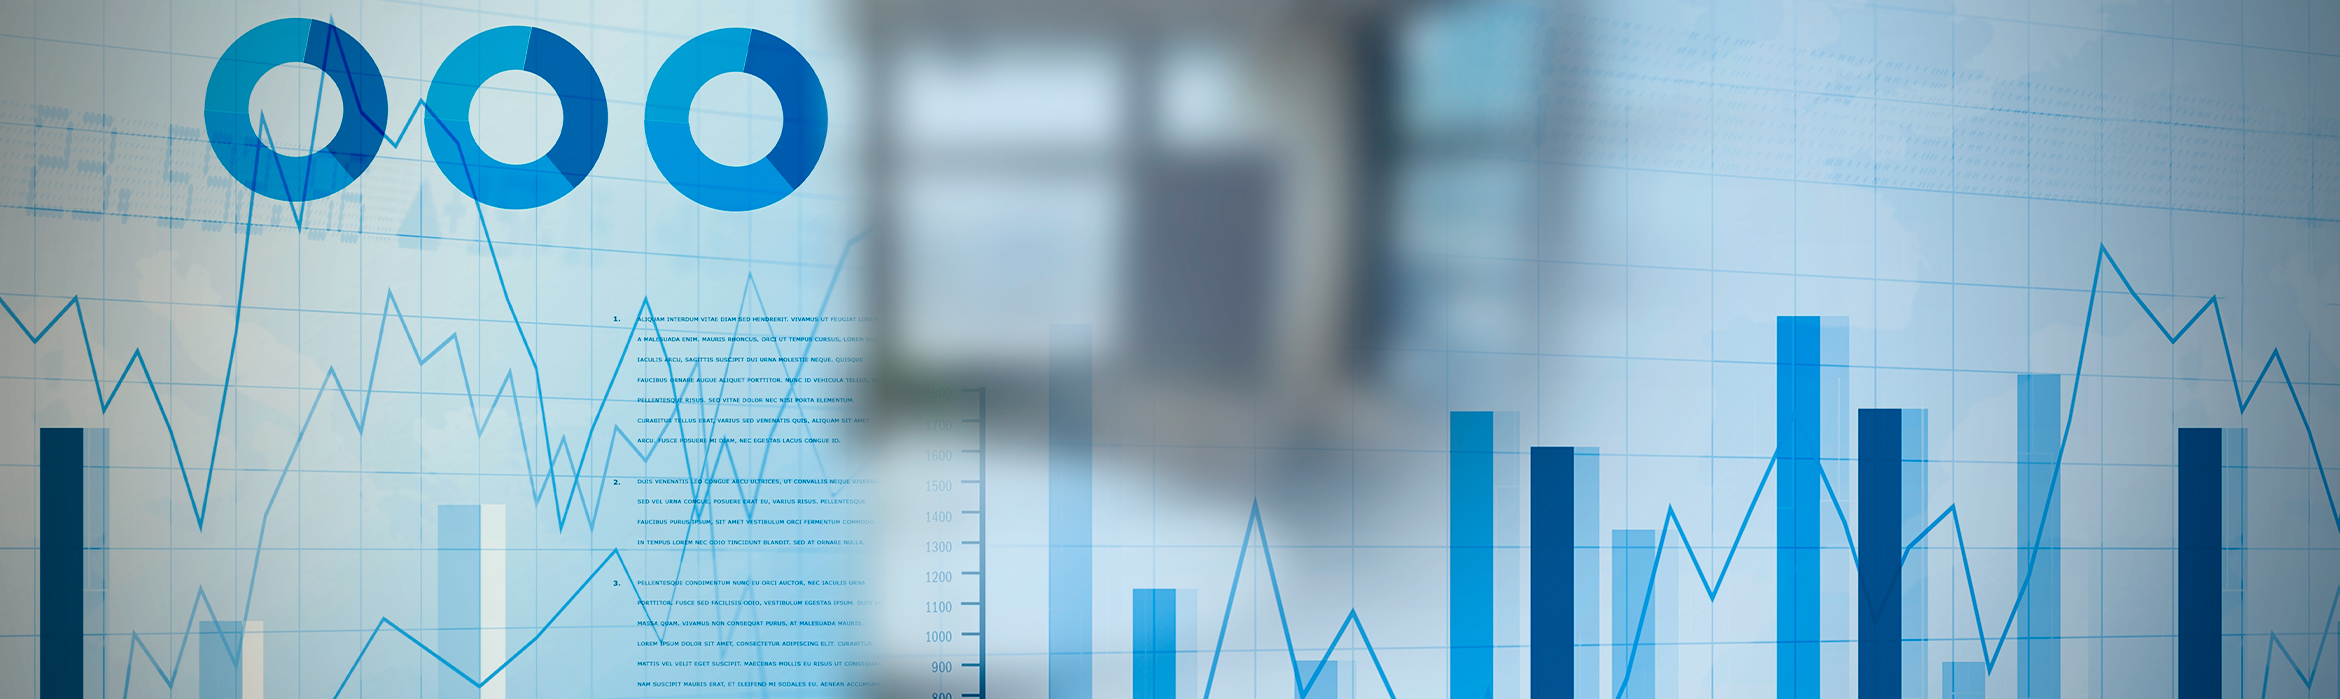 1. ALIQUAM INTERDUM VITAE DIAM SED HENDRERIT. VIVAMUS UT FEUGIAT LOREM
A MALESUADA ENIM. MAURIS RHONCUS, ORCI UT TEMPUS CURSUS, LOREM
IACULIS ARCU, SAGITTIS SUSCIPIT DUI URNA MOLESTIE NEQUE. QUISQUE
FAUCIBUS ORNARE AUGUE ALIQUET PORTTITOR. NUNC ID VEHICULA TELLUS,
PELLENTESQUE RISUS. SED VITAE DOLOR NEC NISI PORTA ELEMENTUM.
CURABITUR TELLUS ERAT, VARIUS SED VENENATIS QUIS, ALIQUAM SIT AMET
ARCU. FUSCE POSUERE MI DIAM, NEC EGESTAS LACUS CONGUE ID.
2. DUIS VENENATIS LEO CONGUE ARCU ULTRICES, UT CONVALLIS NEQUE
SED VEL URNA CONGUE, POSUERE ERAT EU, VARIUS RISUS. PELLENTESQUE
FAUCIBUS PURUS IPSUM, SIT AMET VESTIBULUM ORCI FERMENTUM COMMODO
IN TEMPUS LOREM NEC ODIO TINCIDUNT BLANDIT. SED AT ORNARE NULLA.
3. PELLENTESQUE CONDIMENTUM NUNC EU ORCI AUCTOR, NEC IACULIS URNA
PORTTITOR. FUSCE SED FACILISIS ODIO, VESTIBULUM EGESTAS IPSUM. DUIS
MASSA QUAM. VIVAMUS NON CONSEQUAT PURUS, AT MALESUADA MAURIS.
LOREM IPSUM DOLOR SIT AMET, CONSECTETUR ADIPISCING ELIT. CURABITUR
MATTIS VEL VELIT EGET SUSCIPIT. MAECENAS MOLLIS EU RISUS UT CONSEQUAT
NAM SUSCIPIT MAURIS ERAT, ET ELEIFEND MI SODALES EU. AENEAN
1700
1600
1500
1400
1300
1200
1100
1000
900
800